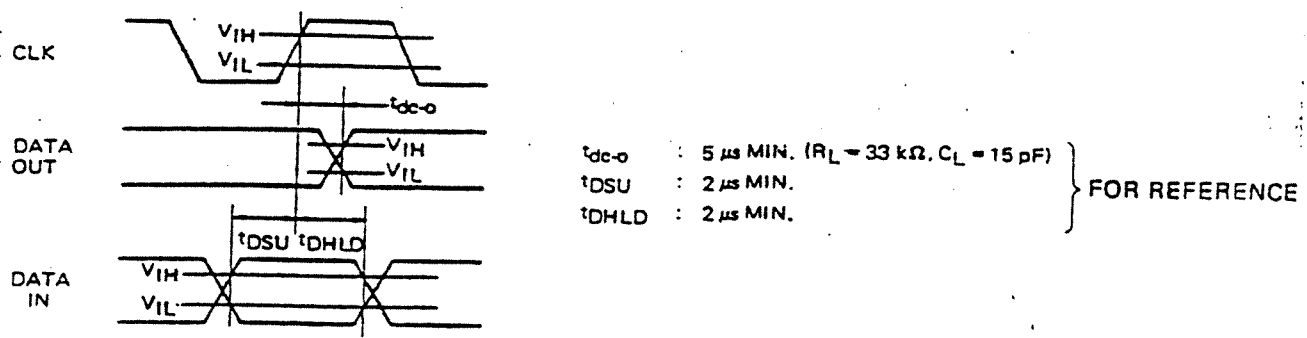 CLK
VIH
VIL
tdc-o
DATA
OUT
VIH
VIL
tDSU tDHLD
DATA
IN
VIH
VIL
tdc-o : 5 μs MIN. (RL = 33 kΩ, CL = 15 pF)
tDSU : 2 μs MIN.
tDHLD : 2 μs MIN.
FOR REFERENCE